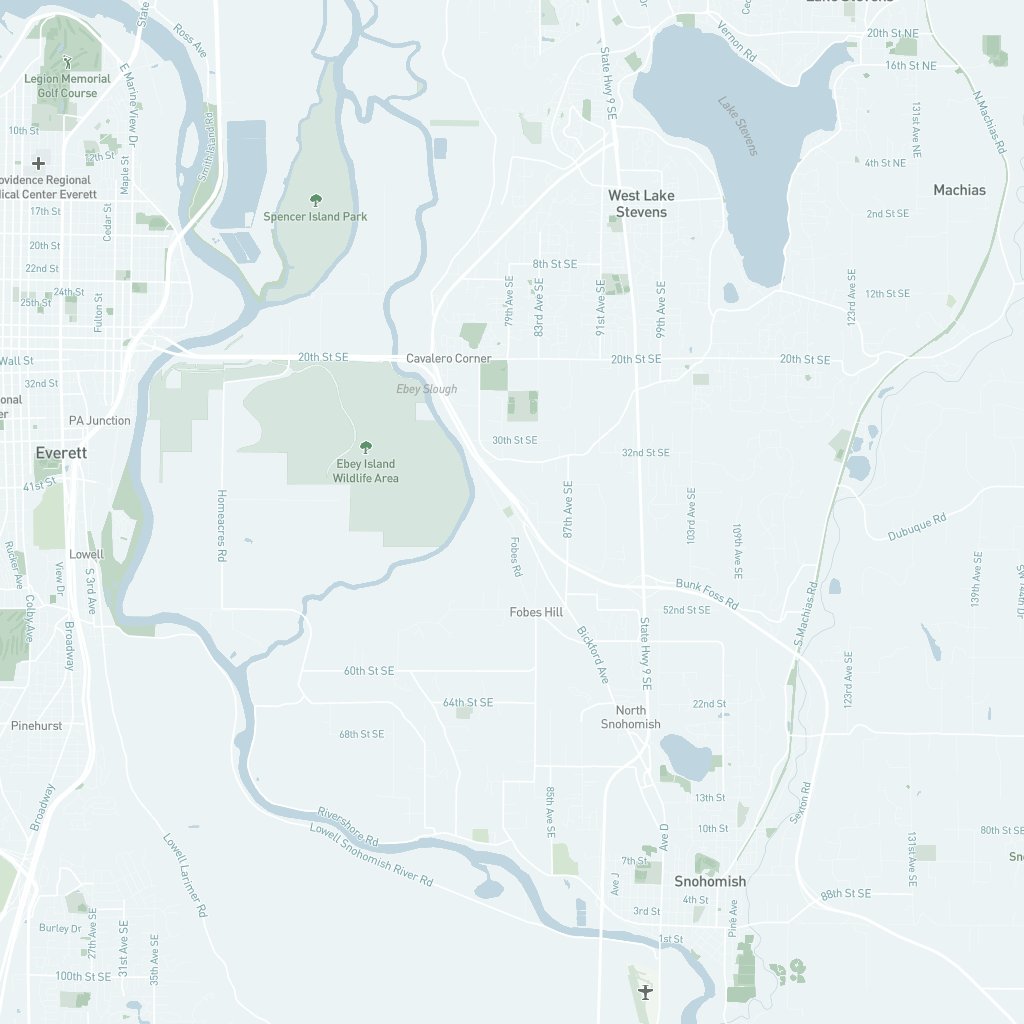 Lake Stevens
State
Ross Ave
Vernon Rd
20th St NE
16th St NE
State Hwy 9 SE
E Marine View Dr
Legion Memorial
Golf Course
Lake Stevens
131st Ave NE
N Machias Rd
10th St
12th St
Smith Island Rd
Maple St
4th St NE
ovidence Regional
dical Center Everett
17th St
Cedar St
Spencer Island Park
West Lake
Stevens
Machias
2nd St SE
20th St
22nd St
24th St
25th St
Fulton St
8th St SE
79th Ave SE
83rd Ave SE
91st Ave SE
99th Ave SE
123rd Ave SE
12th St SE
Wall St
20th St SE
Cavalero Corner
20th St SE
20th St SE
32nd St
Ebey Slough
PA Junction
30th St SE
32nd St SE
Everett
Ebey Island
Wildlife Area
41st St
Homeacres Rd
87th Ave SE
103rd Ave SE
109th Ave SE
Dubuque Rd
Rucker Ave
Lowell
View Dr
S 3rd Ave
Colby Ave
Broadway
Fobes Rd
Bunk Foss Rd
139th Ave SE
Fobes Hill
52nd St SE
S Machias Rd
State Hwy 9 SE
Bickford Ave
60th St SE
123rd Ave SE
64th St SE
22nd St
North
Snohomish
Pinehurst
68th St SE
Broadway
Rivershore Rd
Lowell Snohomish River Rd
85th Ave SE
13th St
Sexton Rd
10th St
Ave D
131st Ave SE
80th St SE
Lowell Larimer Rd
7th St
Ave J
Snohomish
4th St
88th St SE
3rd St
Pine Ave
Burley Dr
27th Ave SE
31st Ave SE
35th Ave SE
1st St
100th St SE